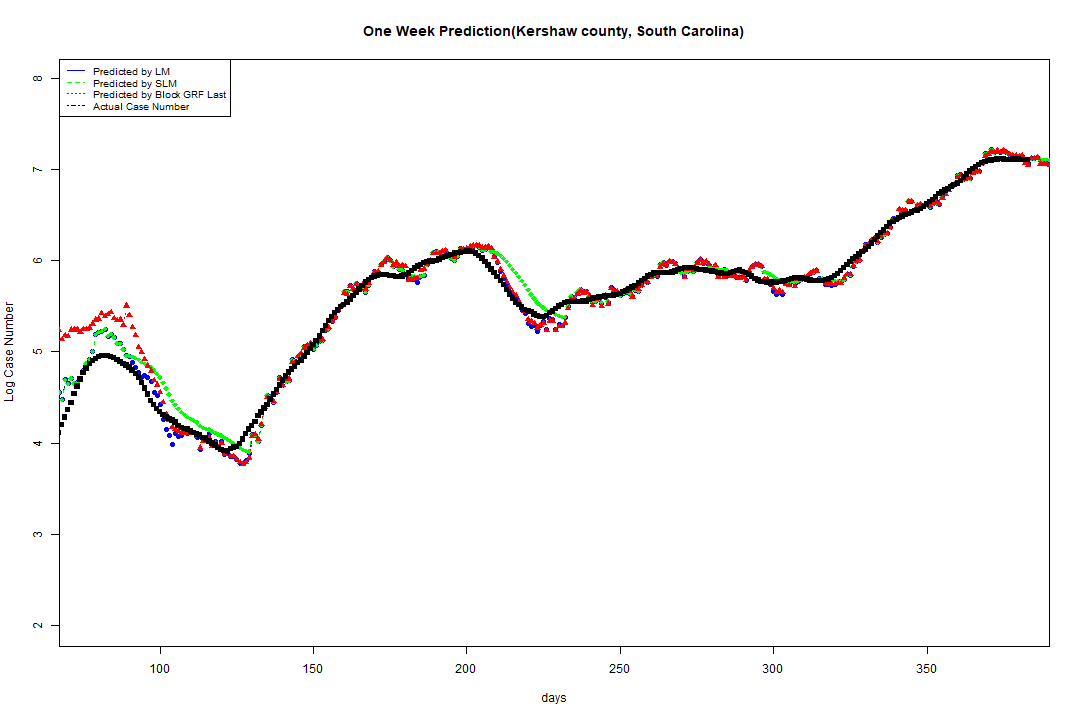 One Week Prediction(Kershaw county, South Carolina)
Predicted by LM
Predicted by SLM
Predicted by Block GRF Last
Actual Case Number
8
7
6
5
4
3
2
Log Case Number
100 150 200 250 300 350
days